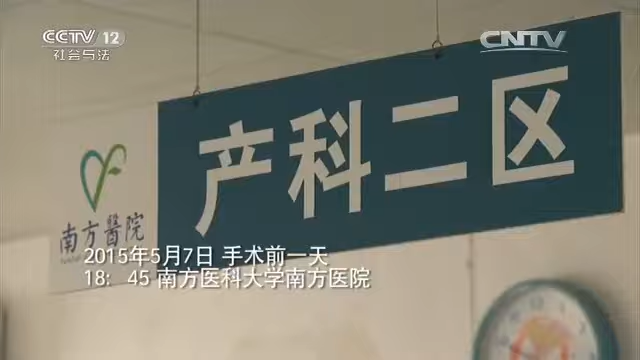 CCTV 12
社会与法
CNTV
产科二区
南方醫院
2015年5月7日 手术前一天
18: 45 南方医科大学南方医院